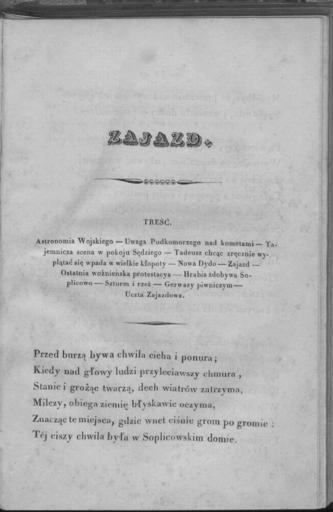 ZAJAZD.
TREŚĆ.
Astronomia Wojskiego — Uwaga Podkomorzego nad kometami — Ta-
jemnicza scena w pokoju Sędziego — Tadeusz chcąc zręcznie wy-
plątać się wpada w wielkie kłopoty — Nowa Dydo — Zajazd —
Ostatnia woźnieńska protestacya — Hrabia zdobywa So-
plicowo — Szturm i rzeź — Gerwazy piwniczym —
Uczta Zajazdowa.
Przed burzą bywa chwila cicha i ponura;
Kiedy nad głowy ludzi przyleciawszy chmura,
Stanie i grożąc twarzą, dech wiatrów zatrzyma,
Milczy, obiega ziemię błyskawic oczyma,
Znacząc te miejsca, gdzie wnet ciśnie grom po gromie:
Téj ciszy chwila była w Soplicowskim domie.